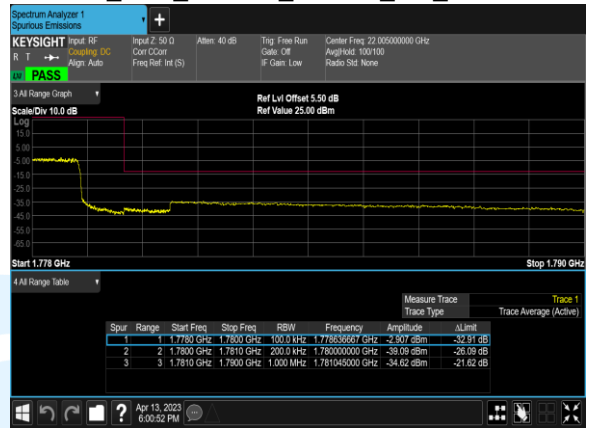 Spectrum Analyzer 1
Spurious Emissions
+
KEYSIGHT Input: RF Input Z: 50 Ω Atten: 40 dB Trig: Free Run Center Freq: 22.005000000 GHz
R T Coupling: DC Corr CCorr Gate: Off Avg|Hold: 100/100
Align: Auto Freq Ref: Int (S) IF Gain: Low Radio Std: None
PASS
3 All Range Graph
Ref Lvl Offset 5.50 dB
Scale/Div 10.0 dB Ref Value 25.00 dBm
Log
15.0
5.00
-5.00
-15.0
-25.0
-35.0
-45.0
-55.0
-65.0
Start 1.778 GHz Stop 1.790 GHz
4 All Range Table
Measure Trace Trace 1
Trace Type Trace Average (Active)
Spur Range Start Freq Stop Freq RBW Frequency Amplitude ΔLimit
1 1 1.7780 GHz 1.7800 GHz 100.0 kHz 1.778636667 GHz -2.907 dBm -32.91 dB
2 2 1.7800 GHz 1.7810 GHz 200.0 kHz 1.780000000 GHz -39.09 dBm -26.09 dB
3 3 1.7810 GHz 1.7900 GHz 1.000 MHz 1.781045000 GHz -34.62 dBm -21.62 dB
? Apr 13, 2023
6:00:52 PM